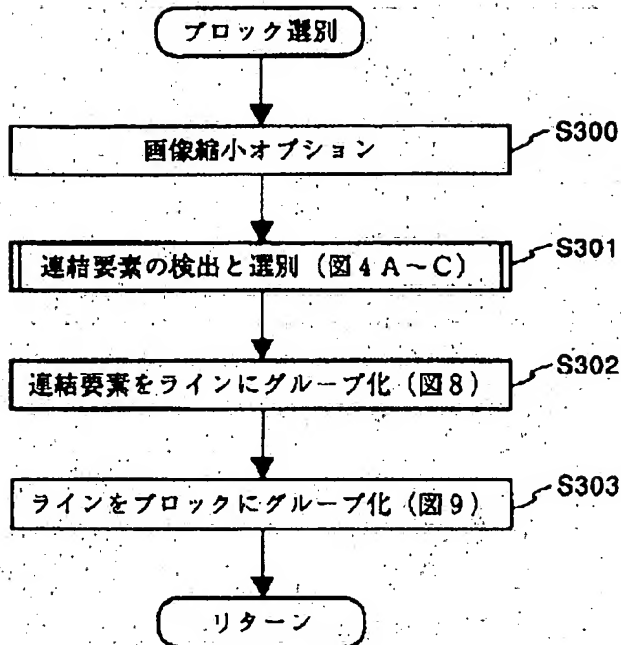 ブロック選別
画像縮小オプション
S300
連結要素の検出と選別（図４Ａ～Ｃ）
S301
連結要素をラインにグループ化（図８）
S302
ラインをブロックにグループ化（図９）
S303
リターン